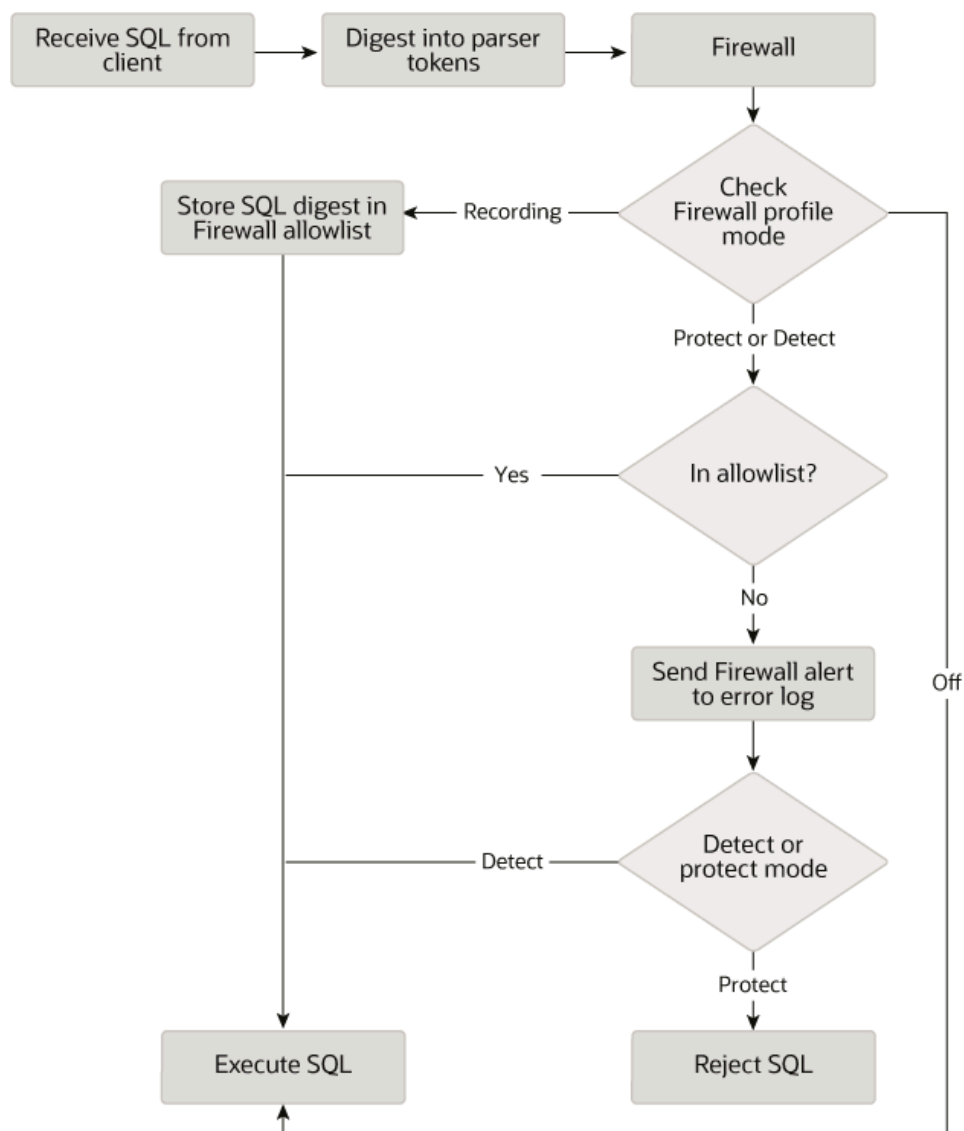 Receive SQL from
client
Digest into parser
tokens
Firewall
Check
Firewall profile
mode
Recording
Store SQL digest in
Firewall allowlist
Protect or Detect
In allowlist?
Yes
No
Send Firewall alert
to error log
Off
Detect or
protect mode
Detect
Protect
Execute SQL
Reject SQL